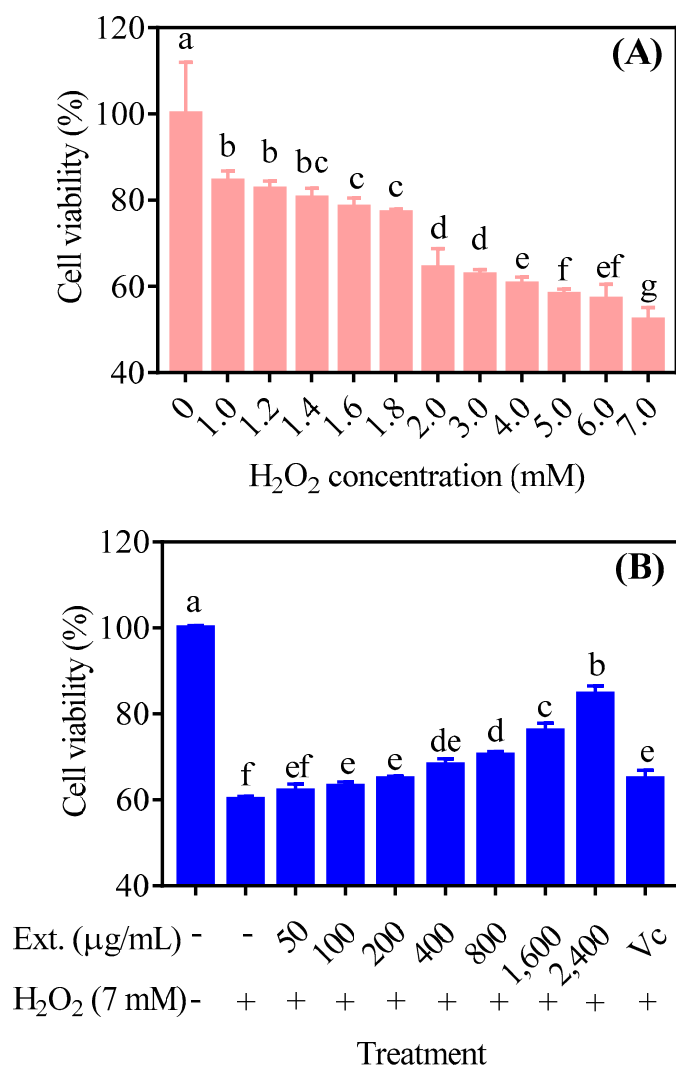 120
(A)
a
100
b b bc c c
80
d d e f ef g
60
40
Cell viability (%)
0 1.0 1.2 1.4 1.6 1.8 2.0 3.0 4.0 5.0 6.0 7.0
H₂O₂ concentration (mM)
120
(B)
a
100
b
80
c
d
de
f ef e e e
60
40
Cell viability (%)
Ext. (μg/mL) - - 50 100 200 400 800 1,600 2,400 Vc
H₂O₂ (7 mM) - + + + + + + + + +
Treatment